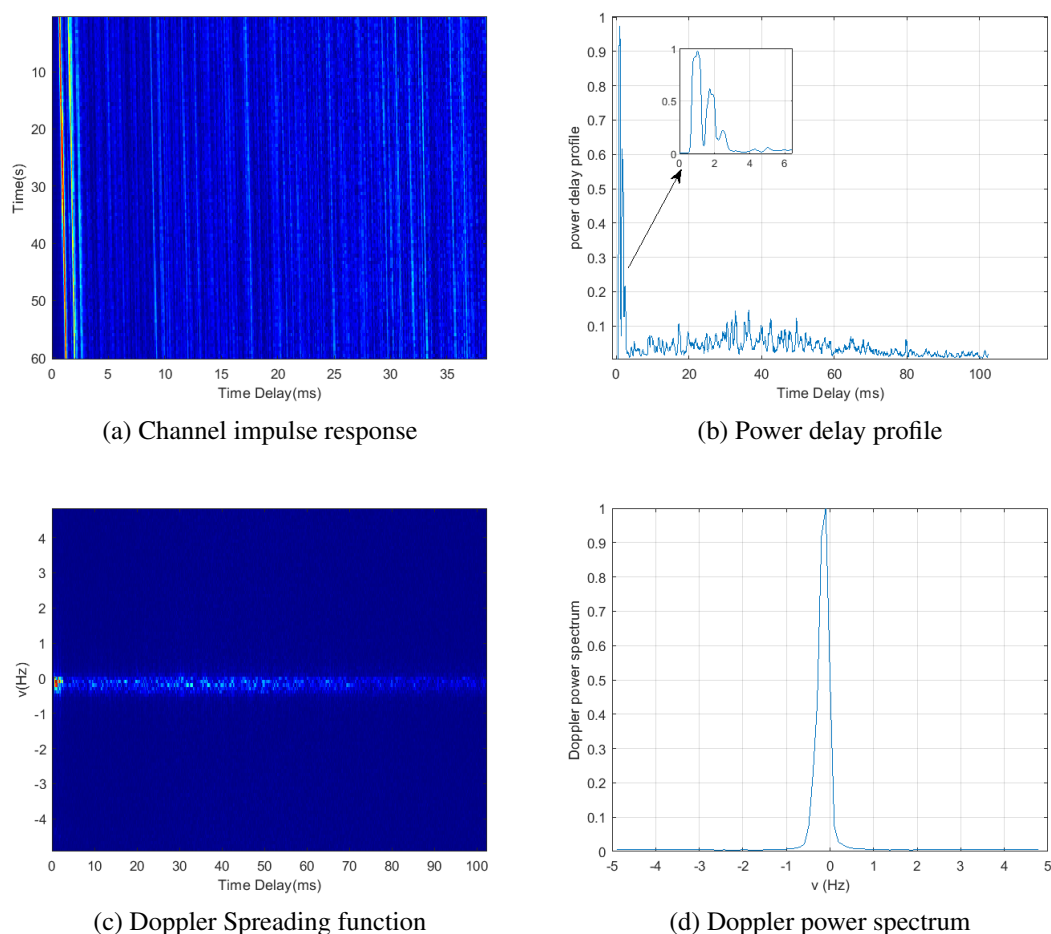 10
20
30
40
50
60
Time(s)
0 5 10 15 20 25 30 35
Time Delay(ms)
(a) Channel impulse response
1
0.9
0.8
0.7
0.6
0.5
0.4
0.3
0.2
0.1
power delay profile
1
0.5
0
0 2 4 6
0 20 40 60 80 100
Time Delay (ms)
(b) Power delay profile
4
3
2
1
0
-1
-2
-3
-4
v(Hz)
0 10 20 30 40 50 60 70 80 90 100
Time Delay(ms)
(c) Doppler Spreading function
1
0.9
0.8
0.7
0.6
0.5
0.4
0.3
0.2
0.1
0
Doppler power spectrum
-5 -4 -3 -2 -1 0 1 2 3 4 5
v (Hz)
(d) Doppler power spectrum